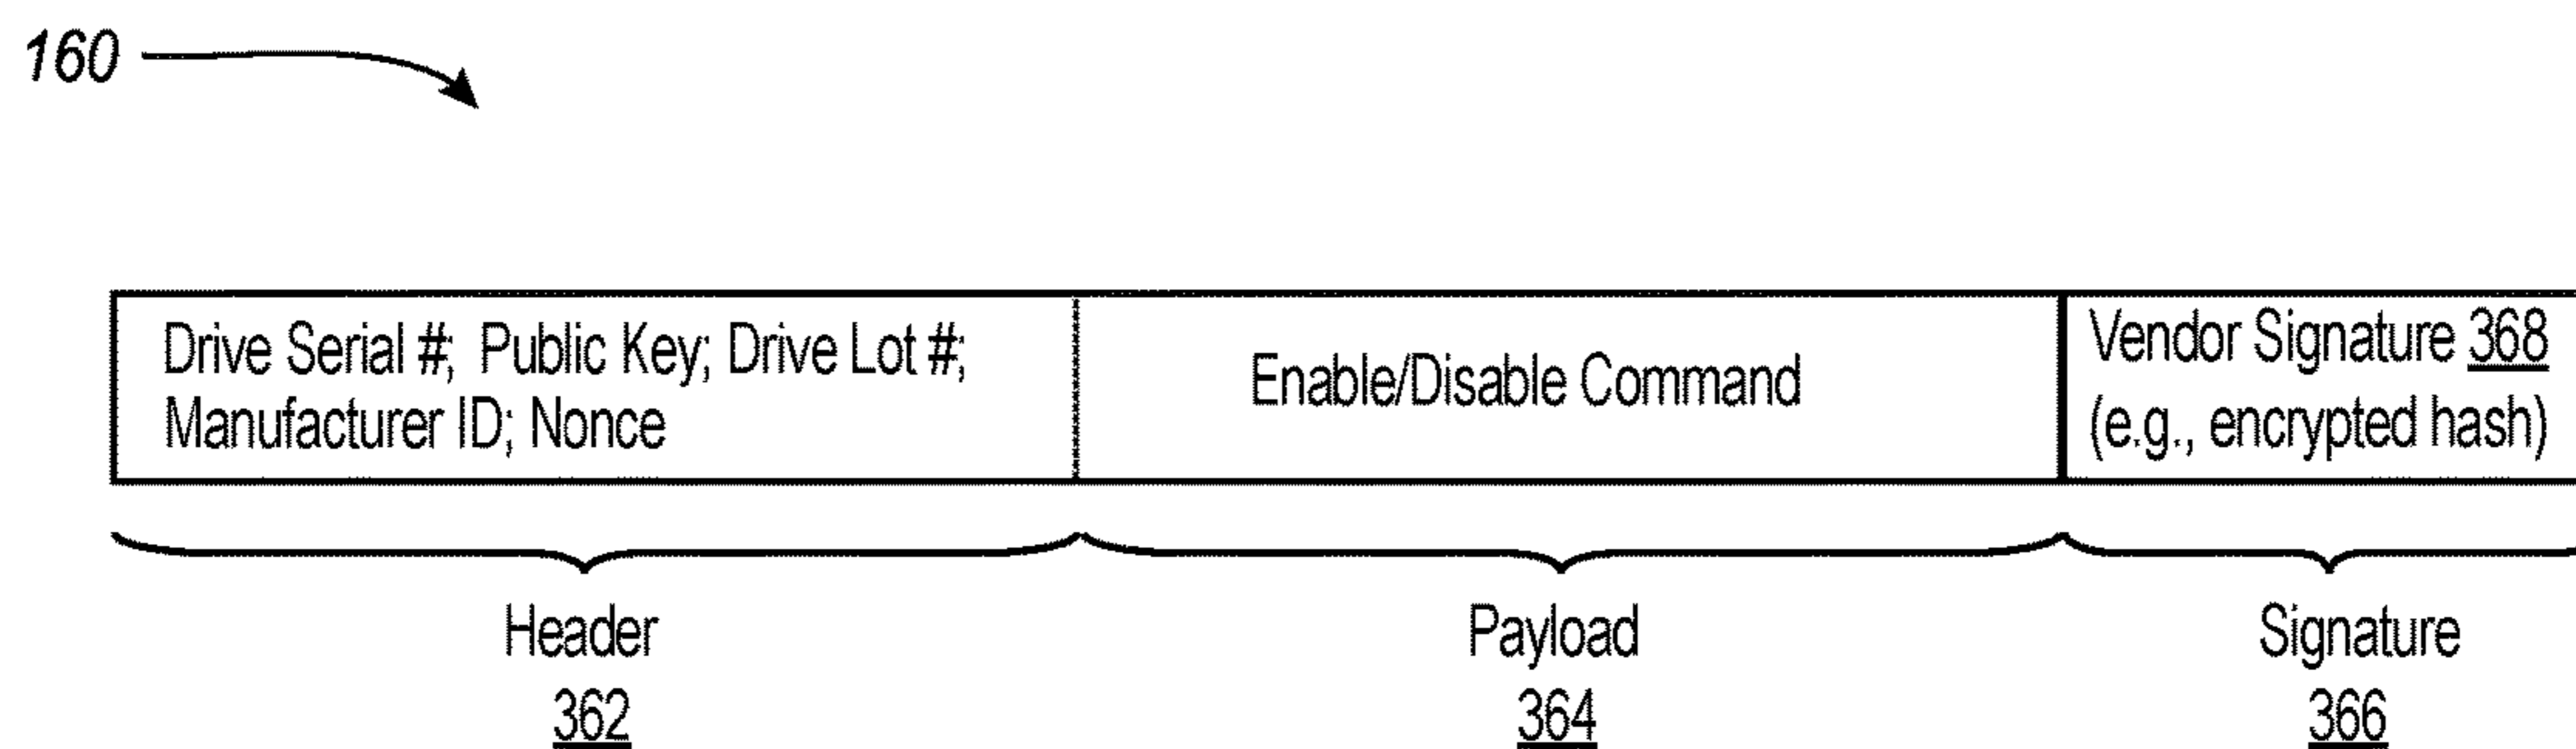 160
Drive Serial #; Public Key; Drive Lot #;
Manufacturer ID; Nonce
Enable/Disable Command
Vendor Signature 368
(e.g., encrypted hash)
Header
362
Payload
364
Signature
366